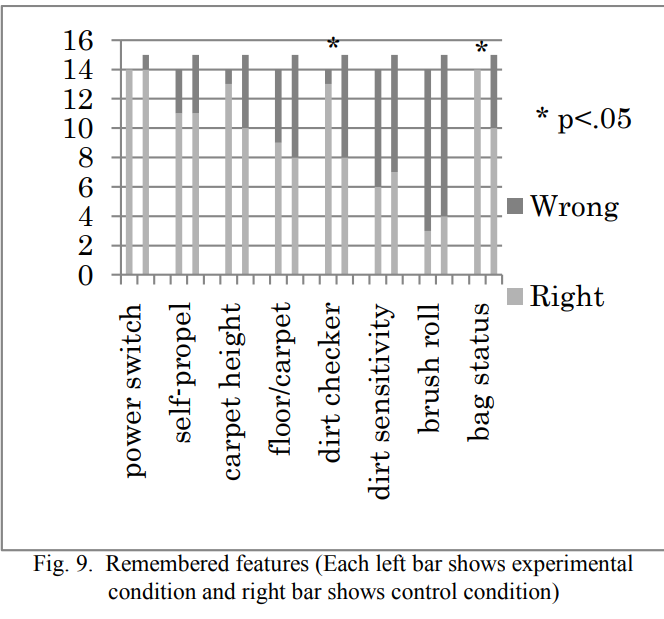 16
14
12
10
8
6
4
2
0
*
*
* p<.05
Wrong
Right
power switch
self-propel
carpet height
floor/carpet
dirt checker
dirt sensitivity
brush roll
bag status
Fig. 9. Remembered features (Each left bar shows experimental
condition and right bar shows control condition)